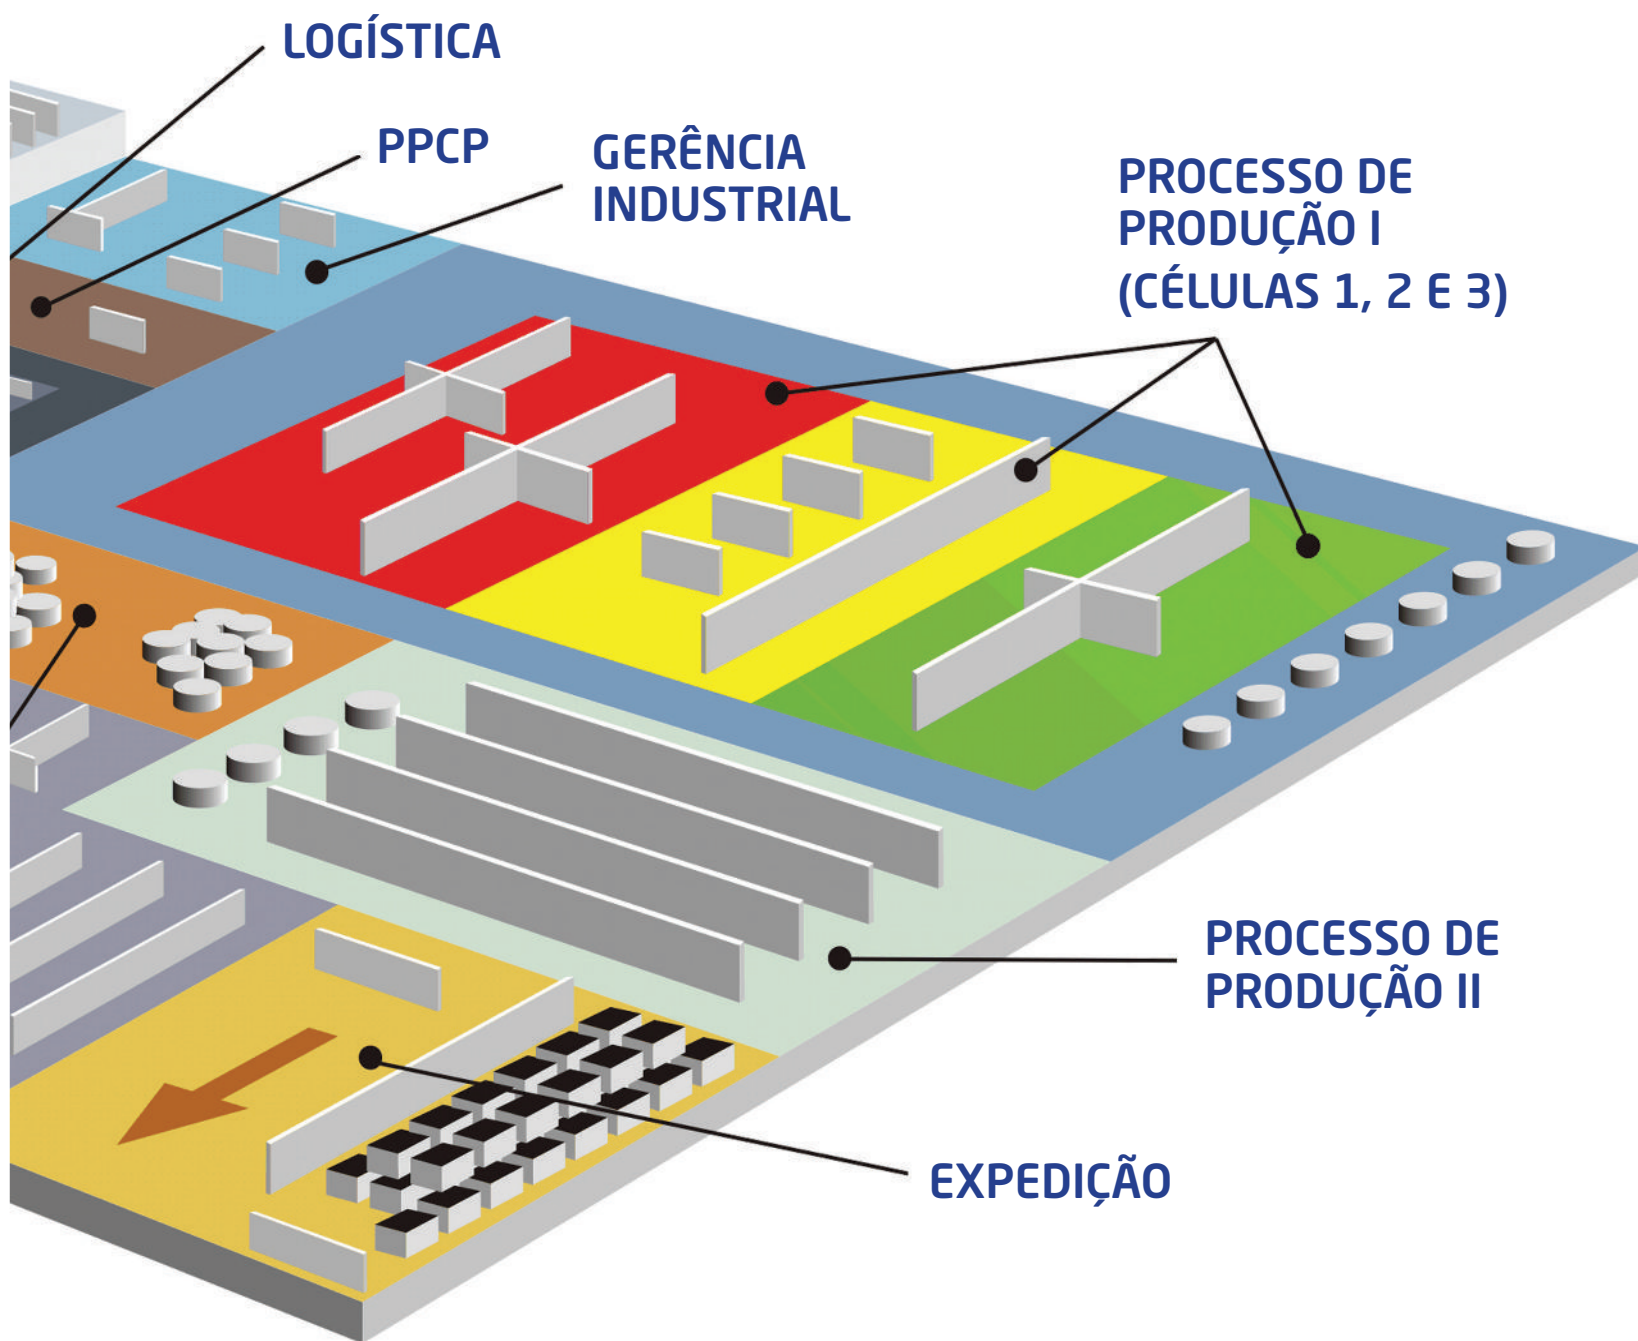 LOGÍSTICA
PPCP
GERÊNCIA
INDUSTRIAL
PROCESSO DE
PRODUÇÃO I
(CÉLULAS 1, 2 E 3)
PROCESSO DE
PRODUÇÃO II
EXPEDIÇÃO